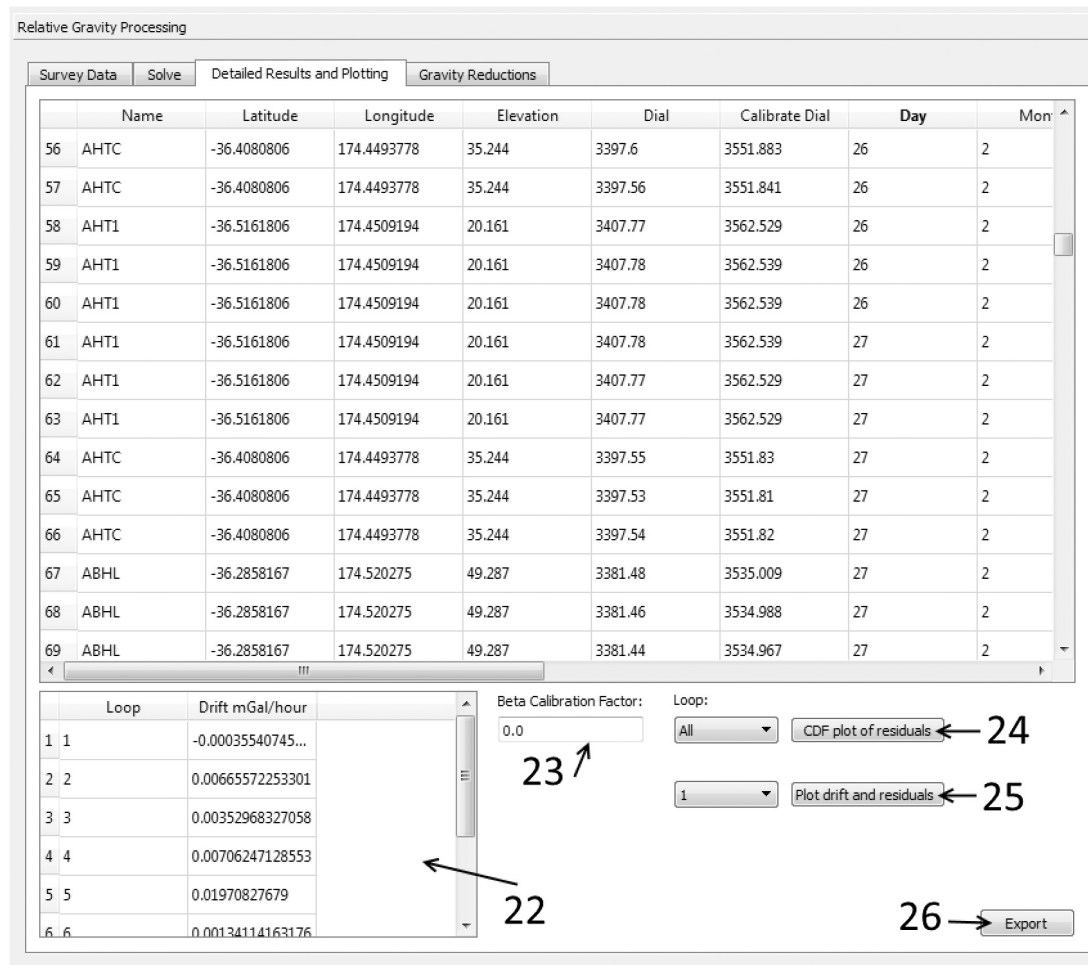 Relative Gravity Processing
Survey Data Solve Detailed Results and Plotting Gravity Reductions
Name Latitude Longitude Elevation Dial Calibrate Dial Day Mon
56 AHTC -36.4080806 174.4493778 35.244 3397.6 3551.883 26 2
57 AHTC -36.4080806 174.4493778 35.244 3397.56 3551.841 26 2
58 AHT1 -36.5161806 174.4509194 20.161 3407.77 3562.529 26 2
59 AHT1 -36.5161806 174.4509194 20.161 3407.78 3562.539 26 2
60 AHT1 -36.5161806 174.4509194 20.161 3407.78 3562.539 26 2
61 AHT1 -36.5161806 174.4509194 20.161 3407.78 3562.539 27 2
62 AHT1 -36.5161806 174.4509194 20.161 3407.77 3562.529 27 2
63 AHT1 -36.5161806 174.4509194 20.161 3407.77 3562.529 27 2
64 AHTC -36.4080806 174.4493778 35.244 3397.55 3551.83 27 2
65 AHTC -36.4080806 174.4493778 35.244 3397.53 3551.81 27 2
66 AHTC -36.4080806 174.4493778 35.244 3397.54 3551.82 27 2
67 ABHL -36.2858167 174.520275 49.287 3381.48 3535.009 27 2
68 ABHL -36.2858167 174.520275 49.287 3381.46 3534.988 27 2
69 ABHL -36.2858167 174.520275 49.287 3381.44 3534.967 27 2
Loop Drift mGal/hour
1 1 -0.00035540745...
2 2 0.00665572253301
3 3 0.00352968327058
4 4 0.00706247128553
5 5 0.01970827679
6 6 0.00134114163176
22
Beta Calibration Factor:
0.0
23
Loop:
All CDF plot of residuals 24
1 Plot drift and residuals 25
26 Export